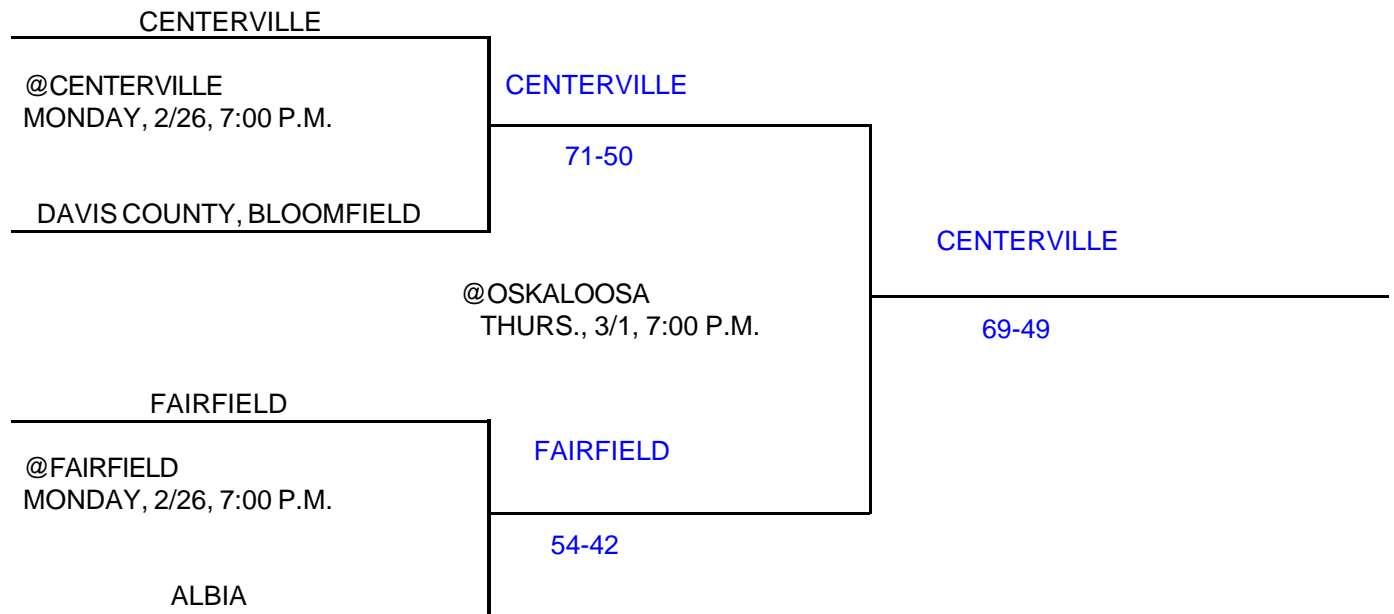 CENTERVILLE
@CENTERVILLE
MONDAY, 2/26, 7:00 P.M.
CENTERVILLE
71-50
DAVIS COUNTY, BLOOMFIELD
CENTERVILLE
@OSKALOOSA
THURS., 3/1, 7:00 P.M.
69-49
FAIRFIELD
@FAIRFIELD
MONDAY, 2/26, 7:00 P.M.
FAIRFIELD
54-42
ALBIA